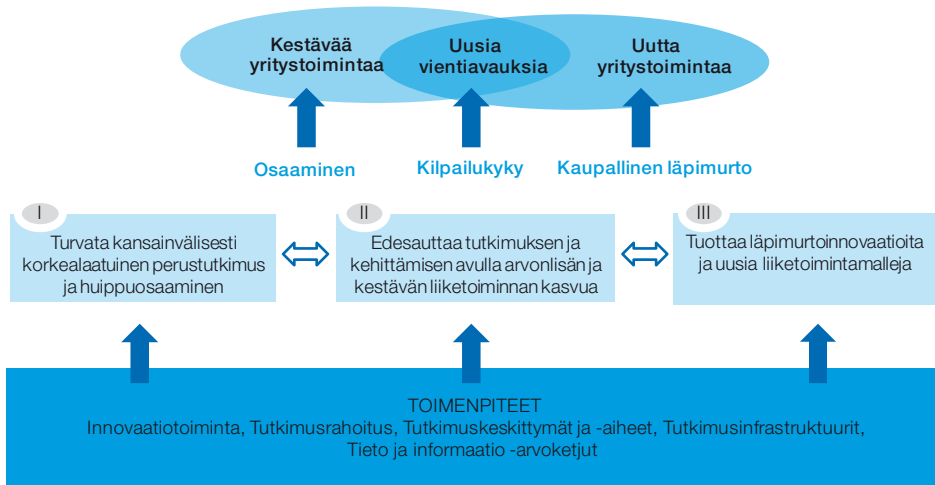 Kestävää
yritystoimintaa
Uusia
vientiavauksia
Uutta
yritystoimintaa
Osaaminen
Kilpailukyky
Kaupallinen läpimurto
I
Turvata kansainvälisesti
korkealaatuinen perustutkimus
ja huippuosaaminen
II
Edesauttaa tutkimuksen ja
kehittämisen avulla arvonlisän ja
kestävän liiketoiminnan kasvua
III
Tuottaa läpimurtoinnovaatioita
ja uusia liiketoimintamalleja
TOIMENPITEET
Innovaatiotoiminta, Tutkimusrahoitus, Tutkimuskeskittymät ja -aiheet, Tutkimusinfrastruktuurit,
Tieto ja informaatio -arvoketjut